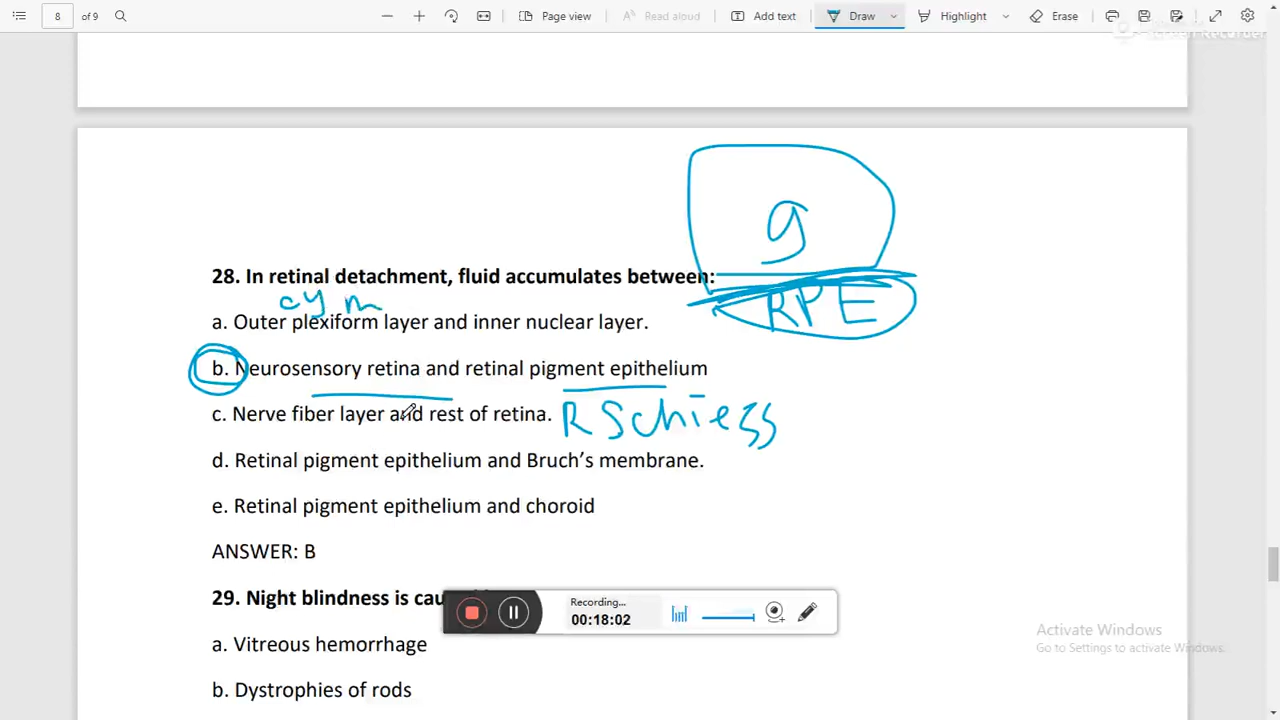 8 of 9 Page view Read aloud Add text Draw Highlight Erase
g
28. In retinal detachment, fluid accumulates between:
RPE
cym
a. Outer plexiform layer and inner nuclear layer.
b. Neurosensory retina and retinal pigment epithelium
c. Nerve fiber layer and rest of retina.
d. Retinal pigment epithelium and Bruch’s membrane.
e. Retinal pigment epithelium and choroid
ANSWER: B
29. Night blindness is
Recording...
00:18:02
a. Vitreous hemorrhage
b. Dystrophies of rods
Activate Windows
Go to Settings to activate Windows.